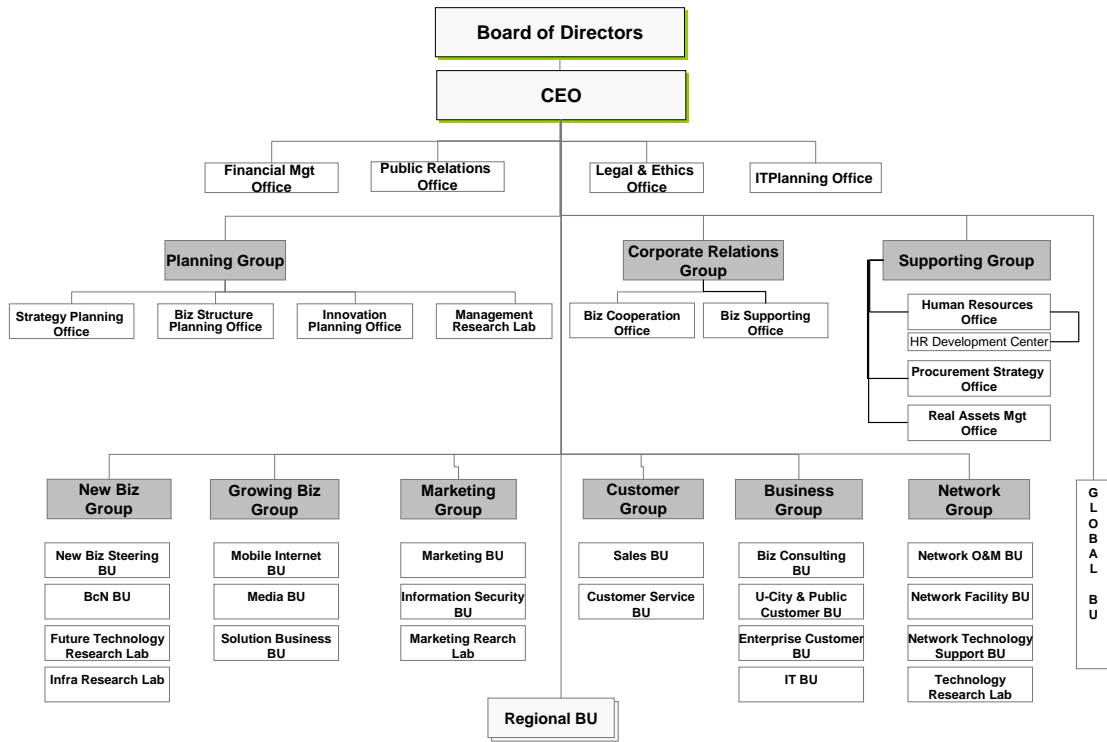 Board of Directors
CEO
Financial Mgt
Office
Public Relations
Office
Legal & Ethics
Office
ITPlanning Office
Planning Group
Corporate Relations
Group
Supporting Group
Strategy Planning
Office
Biz Structure
Planning Office
Innovation
Planning Office
Management
Research Lab
Biz Cooperation
Office
Biz Supporting
Office
Human Resources
Office
HR Development Center
Procurement Strategy
Office
Real Assets Mgt
Office
New Biz
Group
Growing Biz
Group
Marketing
Group
Customer
Group
Business
Group
Network
Group
New Biz Steering
BU
BcN BU
Future Technology
Research Lab
Infra Research Lab
Mobile Internet
BU
Media BU
Solution Business
BU
Marketing BU
Information Security
BU
Marketing Rearch
Lab
Sales BU
Customer Service
BU
Biz Consulting
BU
U-City & Public
Customer BU
Enterprise Customer
BU
IT BU
Network O&M BU
Network Facility BU
Network Technology
Support BU
Technology
Research Lab
G
L
O
B
A L
B
U
Regional BU